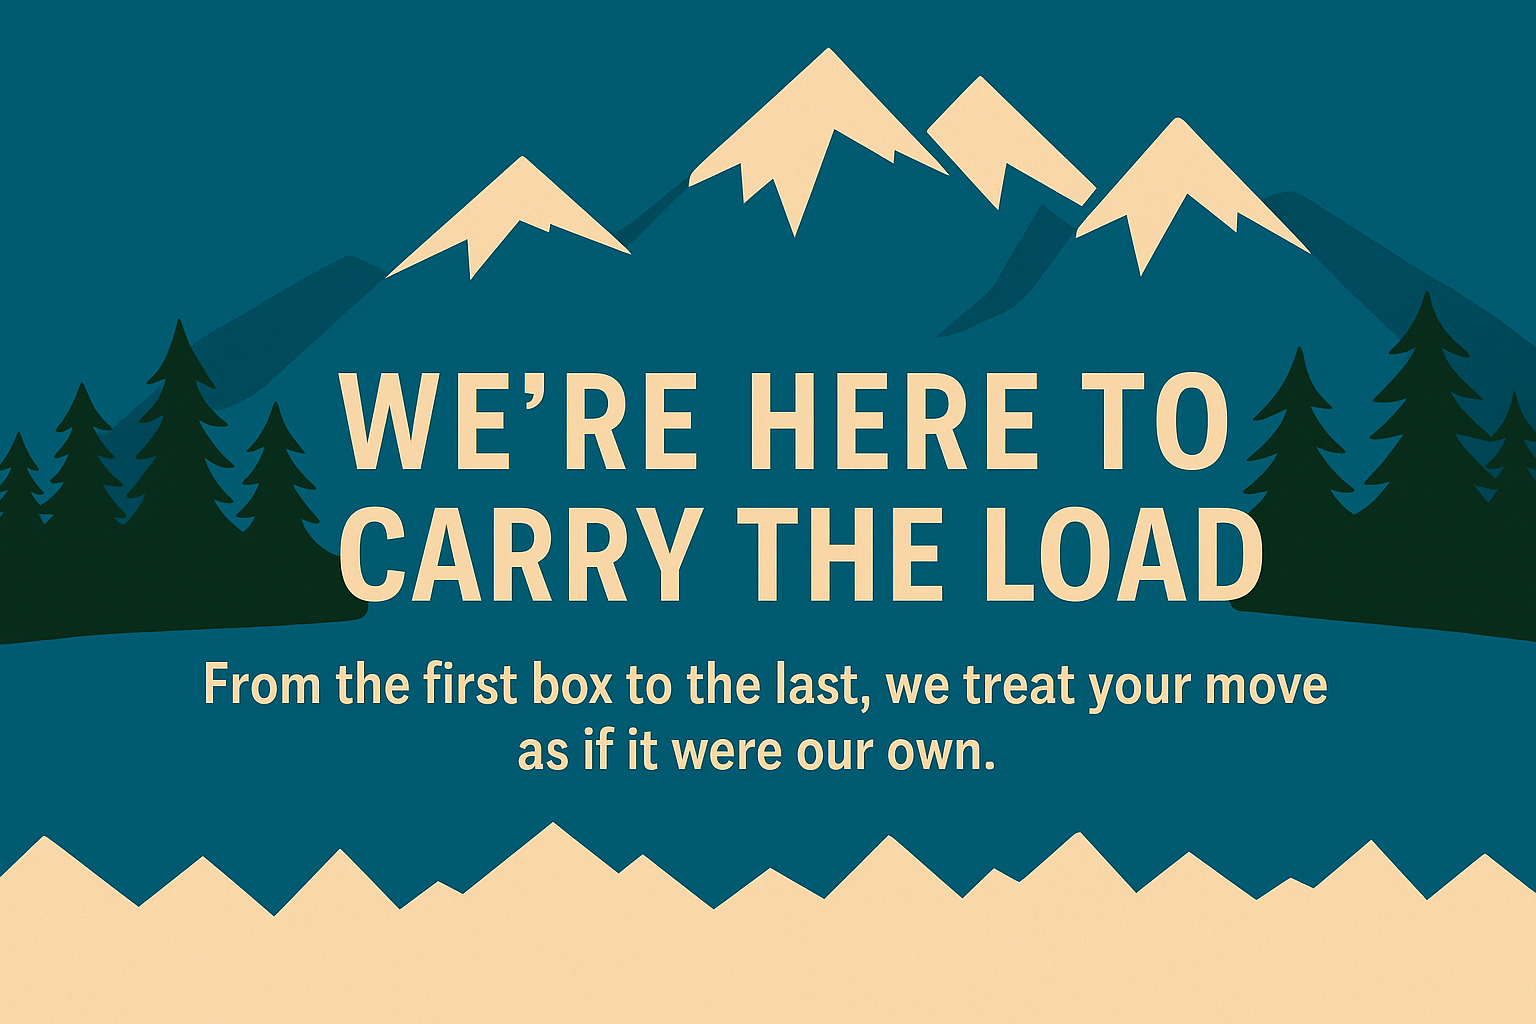 WE’RE HERE TO
CARRY THE LOAD
From the first box to the last, we treat your move
as if it were our own.